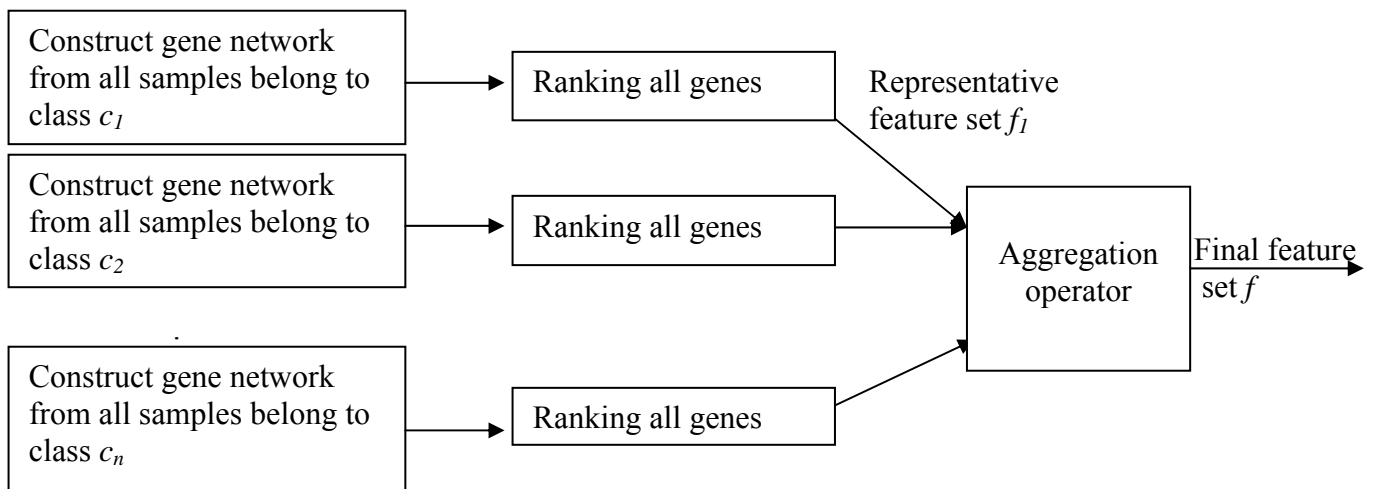 Construct gene network
from all samples belong to
class c₁
Ranking all genes
Representative
feature set f₁
Construct gene network
from all samples belong to
class c₂
Ranking all genes
Aggregation
operator
Final feature
set f
.
Construct gene network
from all samples belong to
class cₙ
Ranking all genes